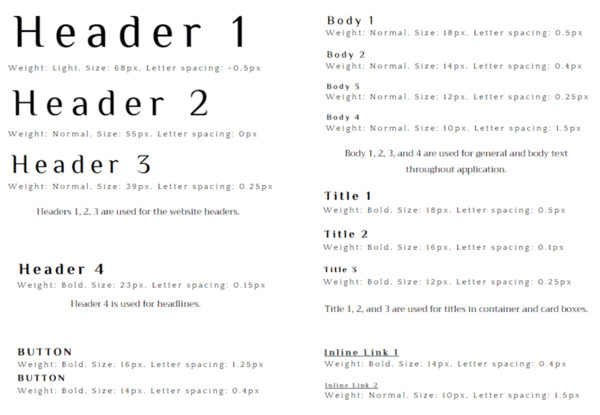 Header 1
Weight: Light, Size: 68px, Letter spacing: -0.5px
Header 2
Weight: Normal, Size: 55px, Letter spacing: 0px
Header 3
Weight: Normal, Size: 39px, Letter spacing: 0.25px
Headers 1, 2, 3 are used for the website headers.
Header 4
Weight: Bold, Size: 23px, Letter spacing: 0.15px
Header 4 is used for headlines.
BUTTON
Weight: Bold, Size: 16px, Letter spacing: 1.25px
BUTTON
Weight: Bold, Size: 14px, Letter spacing: 0.4px
Body 1
Weight: Normal, Size: 18px, Letter spacing: 0.5px
Body 2
Weight: Normal, Size: 14px, Letter spacing: 0.4px
Body 3
Weight: Normal, Size: 12px, Letter spacing: 0.25px
Body 4
Weight: Normal, Size: 10px, Letter spacing: 1.5px
Body 1, 2, 3, and 4 are used for general and body text
throughout application.
Title 1
Weight: Bold, Size: 18px, Letter spacing: 0.5px
Title 2
Weight: Bold, Size: 16px, Letter spacing: 0.1px
Title 3
Weight: Bold, Size: 12px, Letter spacing: 0.25px
Title 1, 2, and 3 are used for titles in container and card boxes.
Inline Link 1
Weight: Bold, Size: 14px, Letter spacing: 0.4px
Inline Link 2
Weight: Normal, Size: 10px, Letter spacing: 1.5px